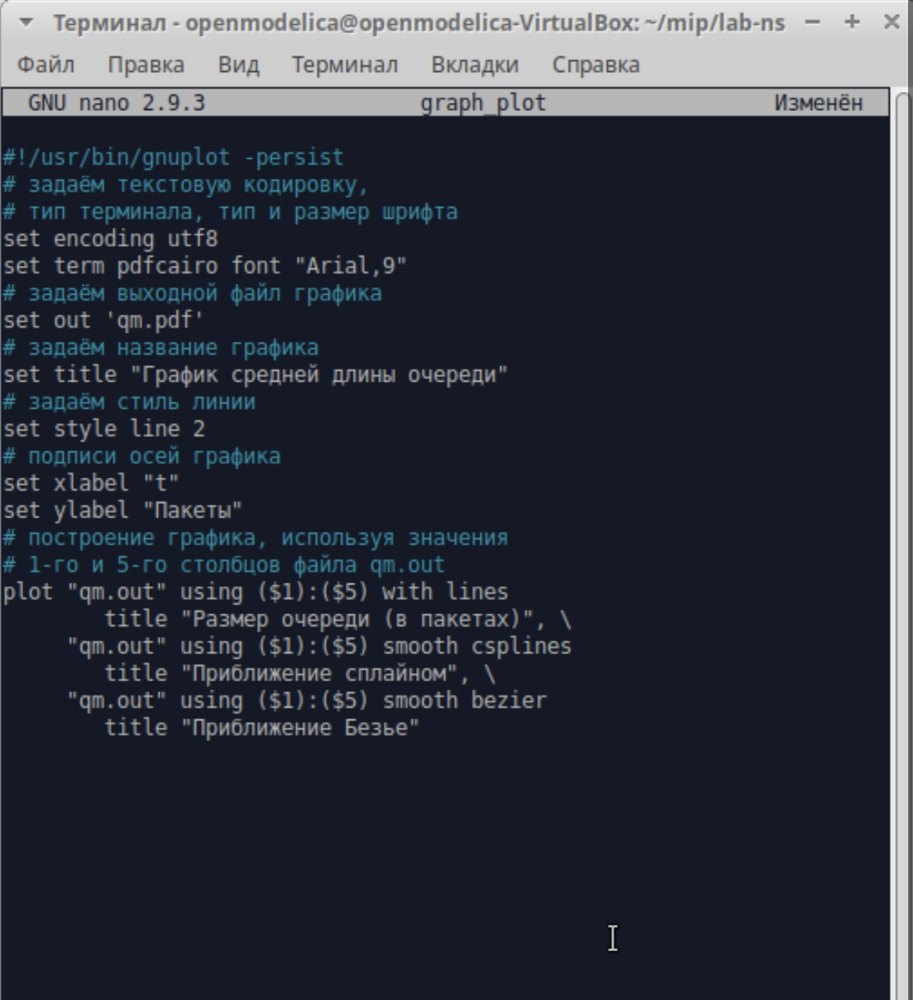 Терминал - openmodelica@openmodelica-VirtualBox: ~/mip/lab-ns
Файл Правка Вид Терминал Вкладки Справка
GNU nano 2.9.3 graph_plot Изменён
#!/usr/bin/gnuplot -persist
# задаём текстовую кодировку,
# тип терминала, тип и размер шрифта
set encoding utf8
set term pdfcairo font "Arial,9"
# задаём выходной файл графика
set out 'qm.pdf'
# задаём название графика
set title "График средней длины очереди"
# задаём стиль линии
set style line 2
# подписи осей графика
set xlabel "t"
set ylabel "Пакеты"
# построение графика, используя значения
# 1-го и 5-го столбцов файла qm.out
plot "qm.out" using ($1):($5) with lines
        title "Размер очереди (в пакетах)", \
     "qm.out" using ($1):($5) smooth csplines
        title "Приближение сплайном", \
     "qm.out" using ($1):($5) smooth bezier
        title "Приближение Безье"